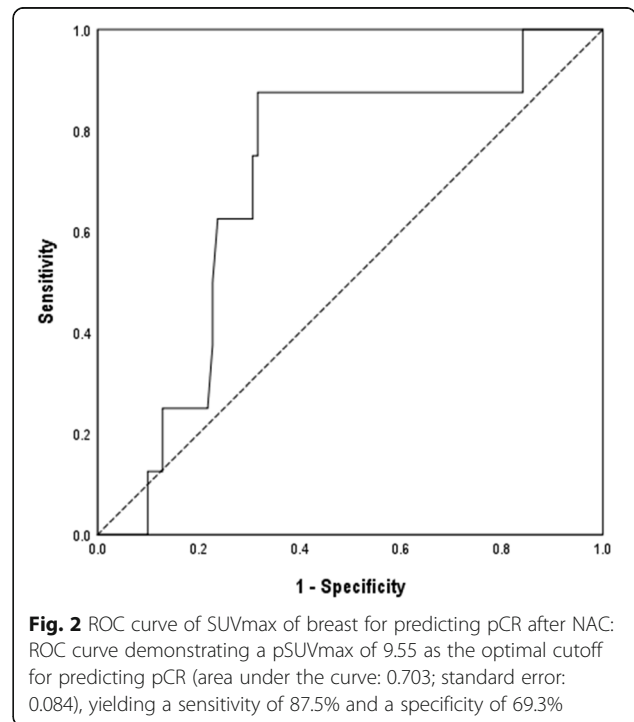 1.0
0.8
0.6
0.4
0.2
0.0
Sensitivity
0.0 0.2 0.4 0.6 0.8 1.0
1 - Specificity
Fig. 2 ROC curve of SUVmax of breast for predicting pCR after NAC:
ROC curve demonstrating a pSUVmax of 9.55 as the optimal cutoff
for predicting pCR (area under the curve: 0.703; standard error:
0.084), yielding a sensitivity of 87.5% and a specificity of 69.3%